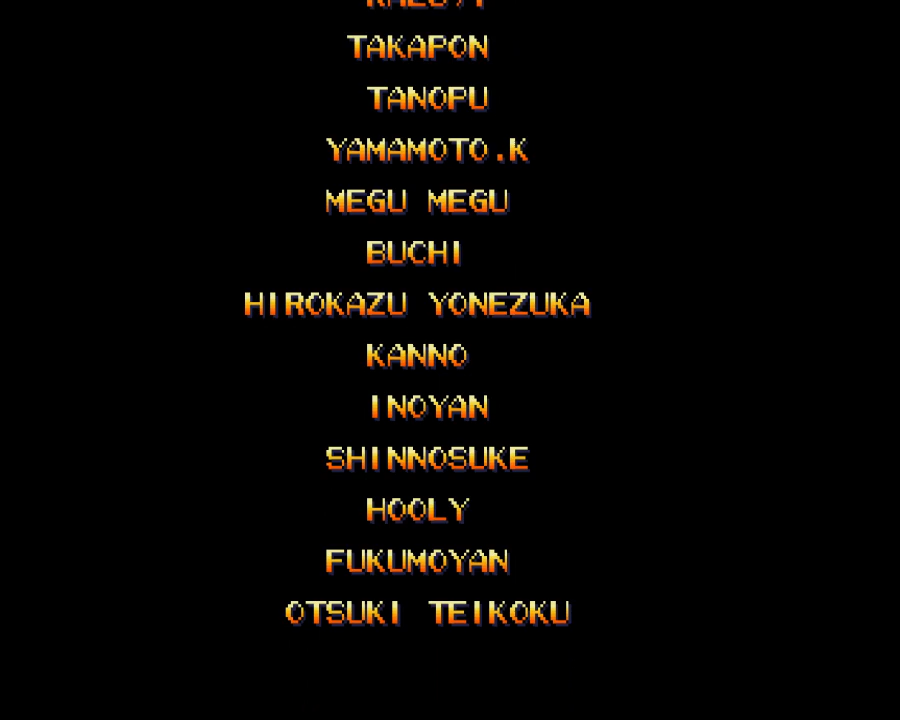 TAKAPON
TANOPU
YAMAMOTO.K
MEGU MEGU
BUCHI
HIROKAZU YONEZUKA
KANNO
INOYAN
SHINNOSUKE
HOOLY
FUKUMOYAN
OTSUKI TEIKOKU